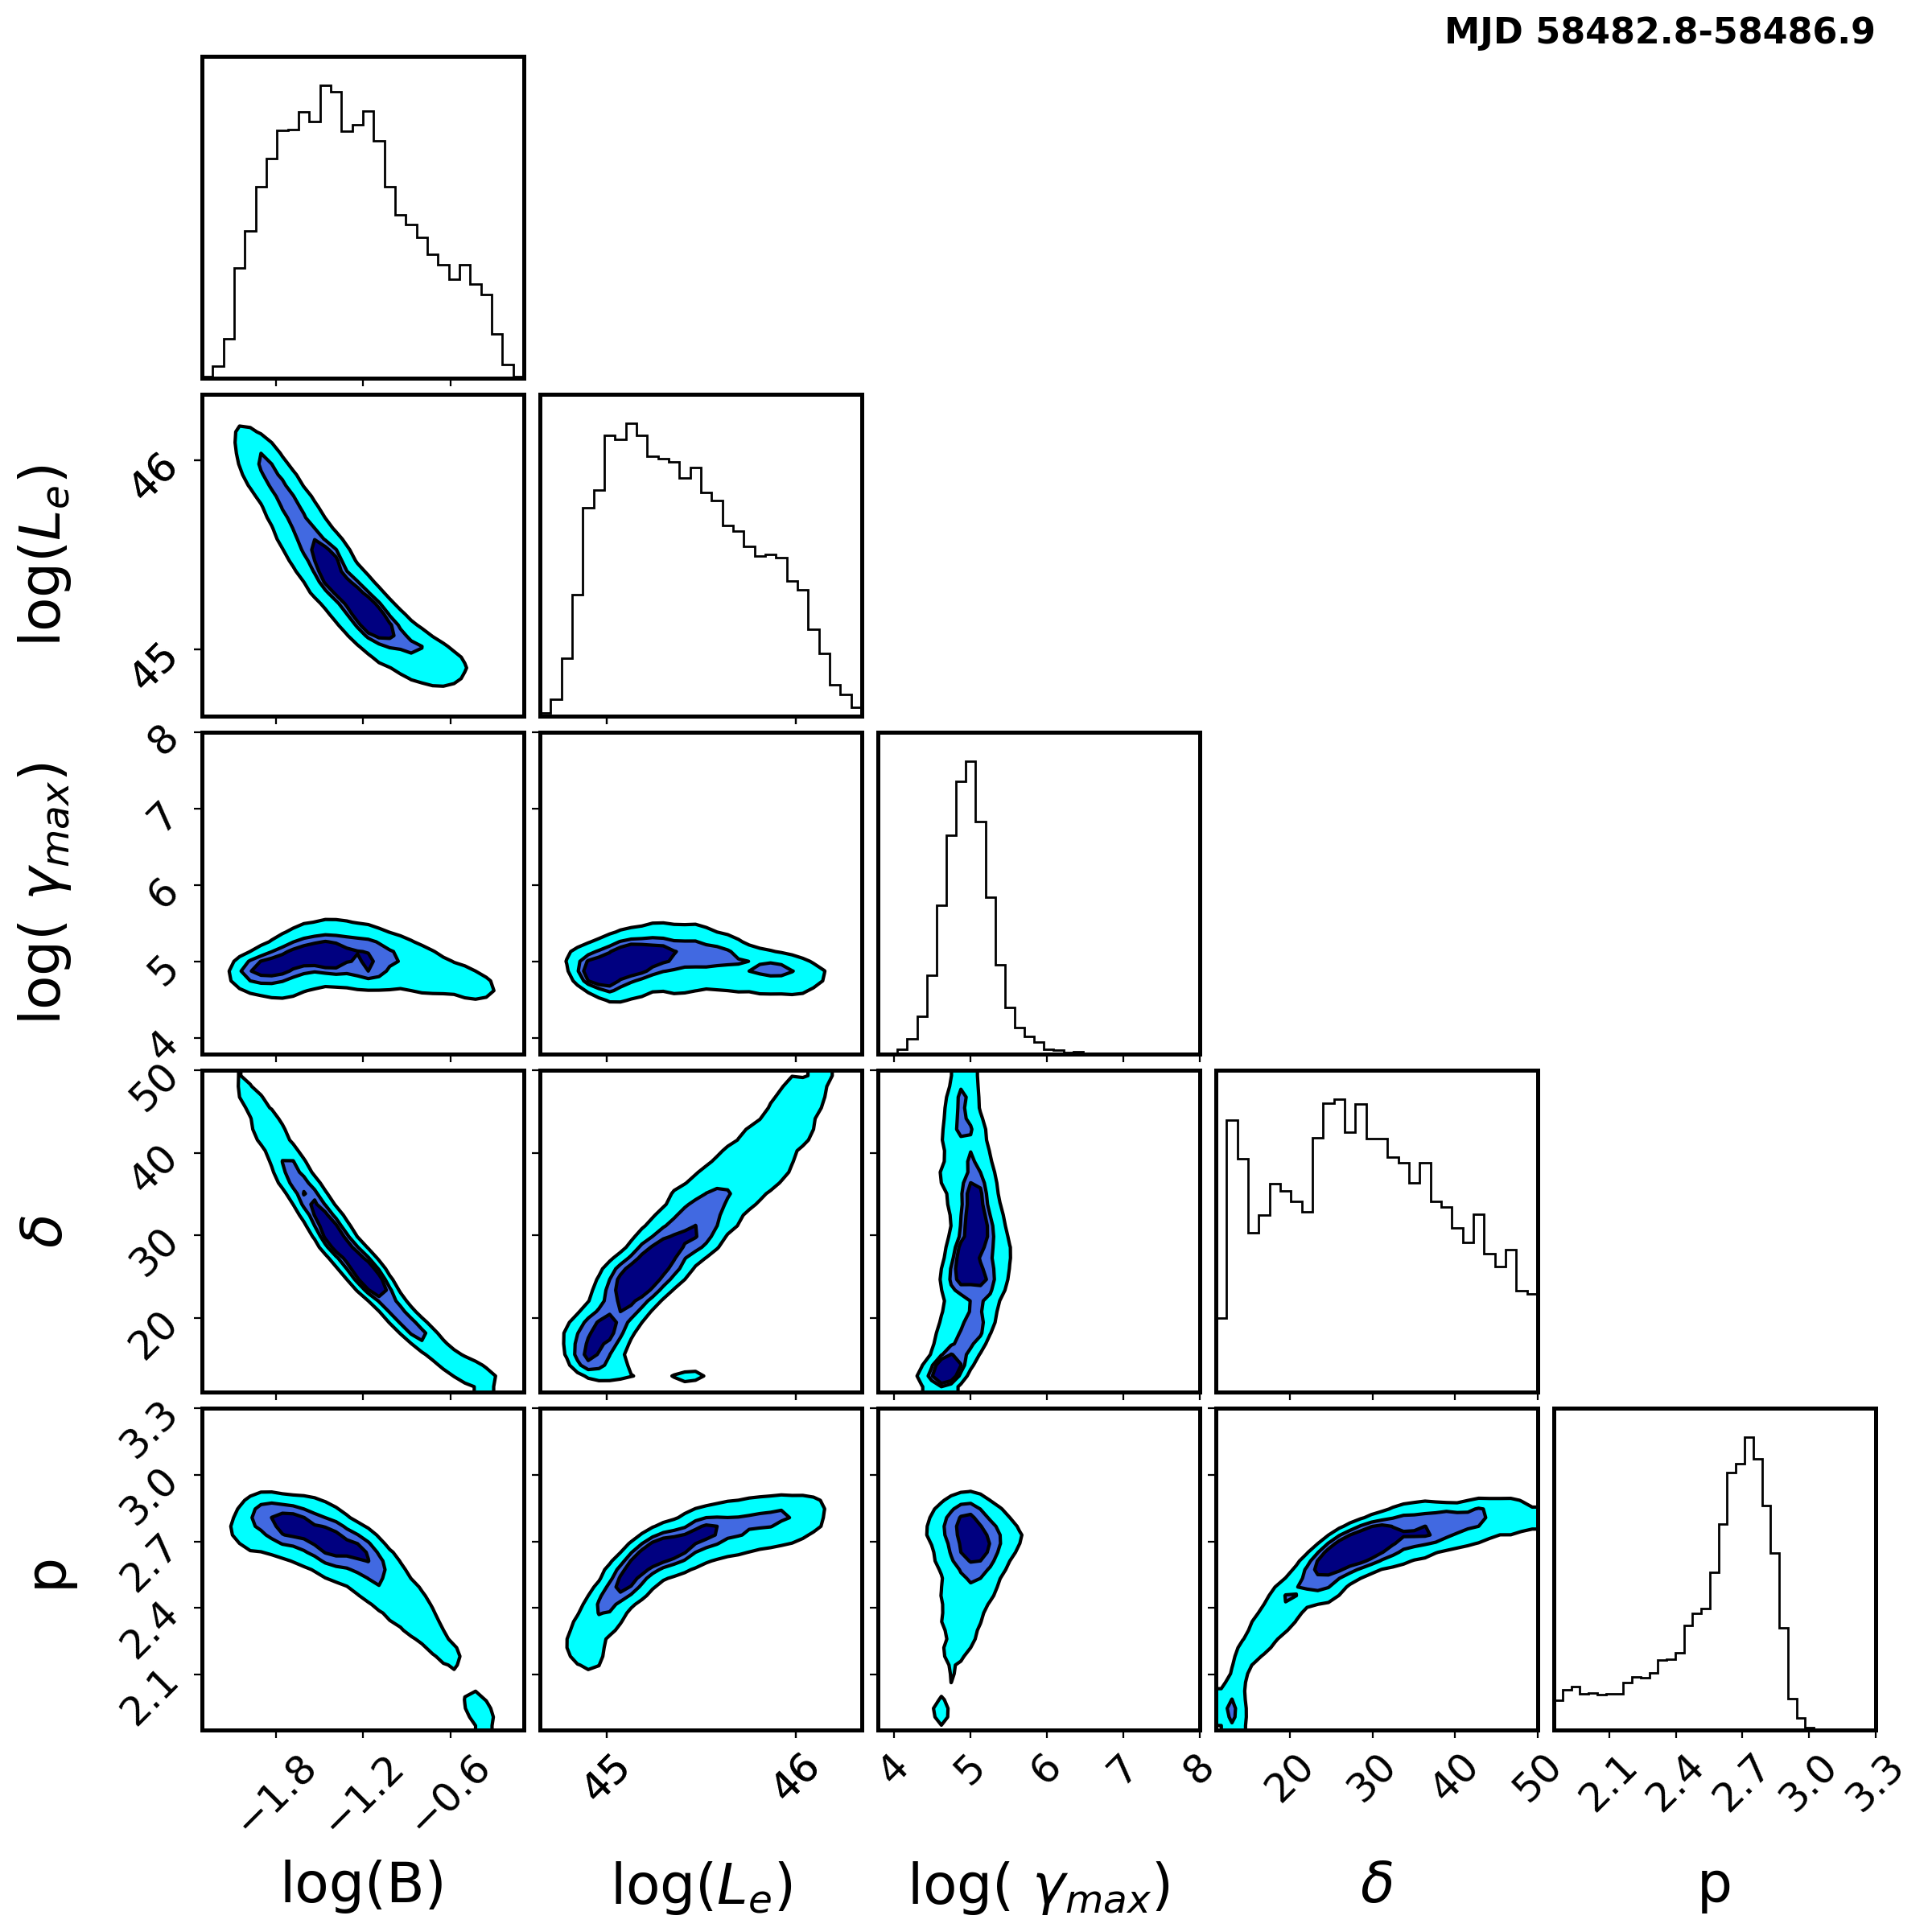 MJD 58482.8-58486.9
46
45
log(Lₑ)
8
7
6
5
4
log( γₘₐₓ)
50
40
30
20
δ
3.3
3.0
2.7
2.4
2.1
p
−1.8 −1.2 −0.6 45 46 4 5 6 7 8 20 30 40 50 2.1 2.4 2.7 3.0 3.3
log(B) log(Lₑ) log( γₘₐₓ) δ p